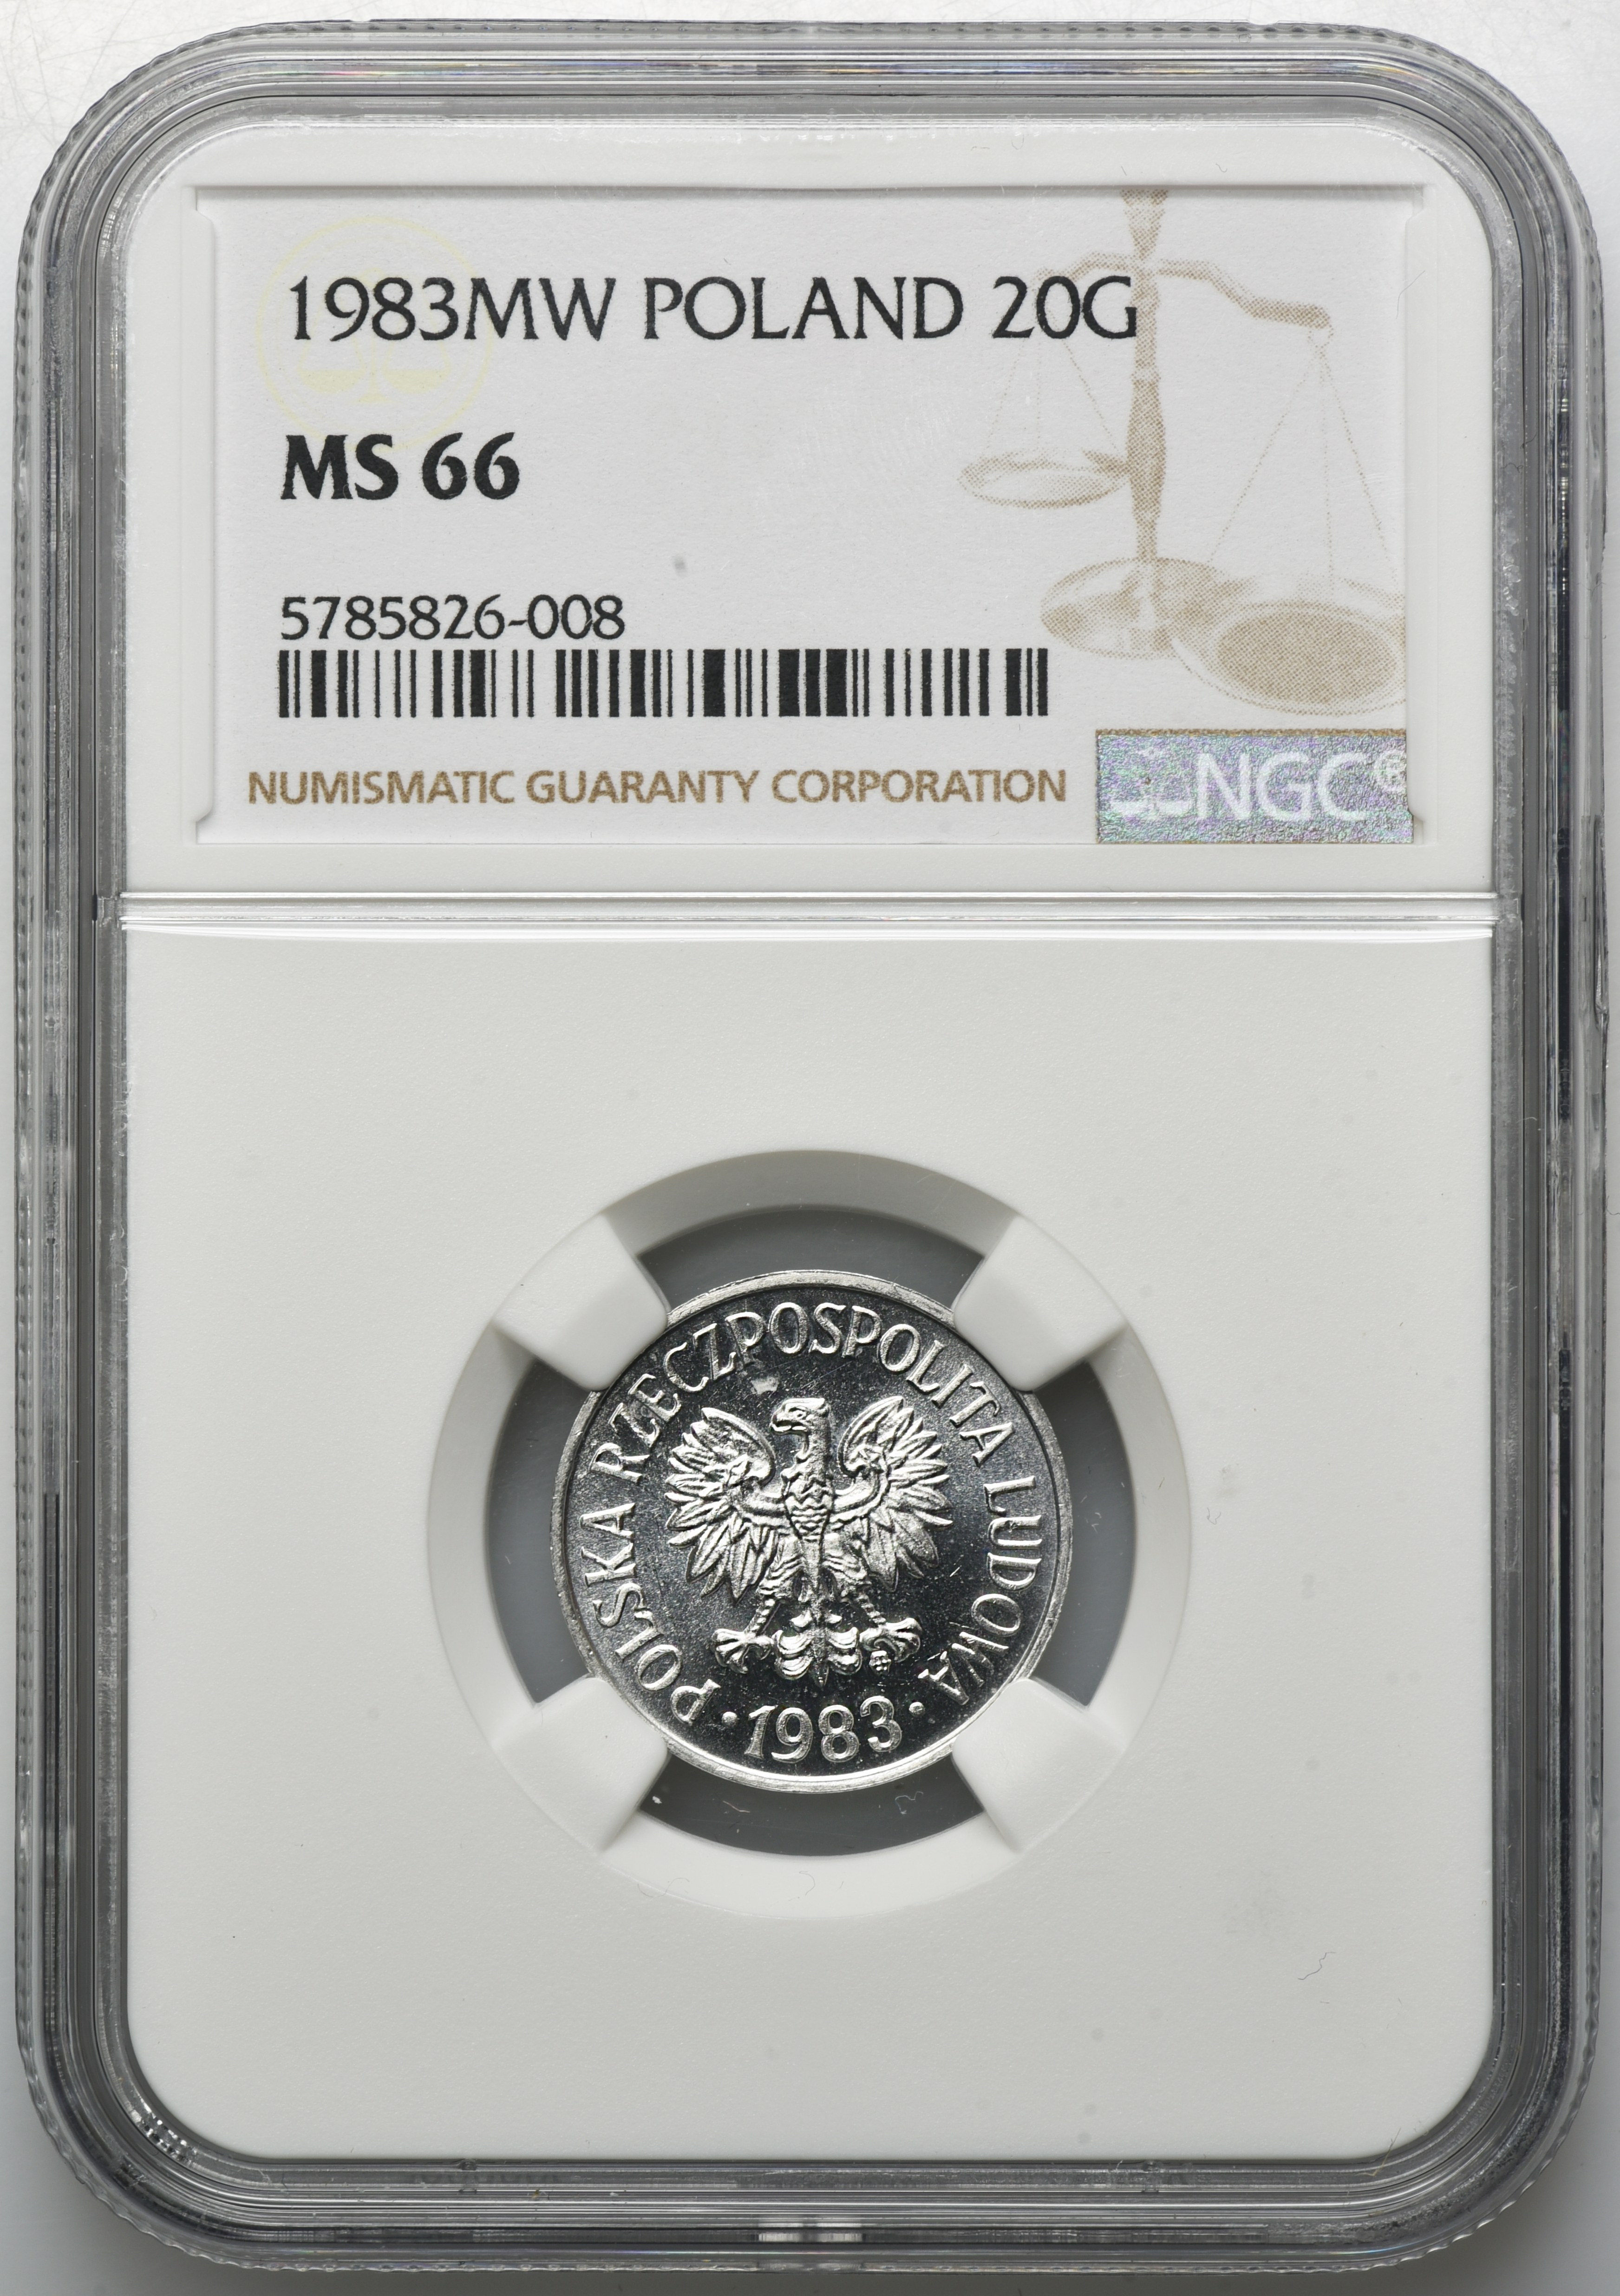 1983MW POLAND 20G
MS 66
5785826-008
NUMISMATIC GUARANTY CORPORATION
NGC®
POLSKA RZECZPOSPOLITA LUDOWA
· 1983 ·